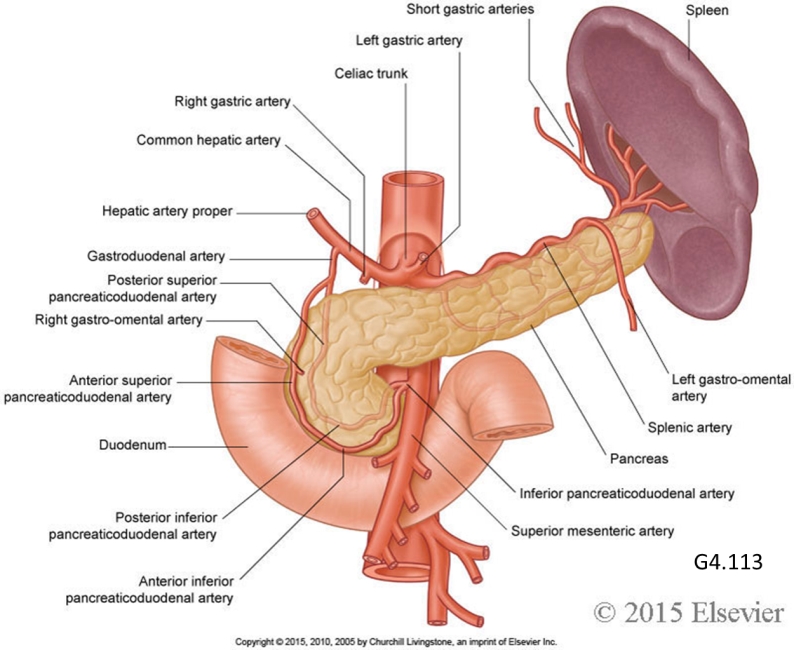 Short gastric arteries
Spleen
Left gastric artery
Celiac trunk
Right gastric artery
Common hepatic artery
Hepatic artery proper
Gastroduodenal artery
Posterior superior
pancreaticoduodenal artery
Right gastro-omental artery
Anterior superior
pancreaticoduodenal artery
Left gastro-omental
artery
Splenic artery
Duodenum
Pancreas
Inferior pancreaticoduodenal artery
Posterior inferior
pancreaticoduodenal artery
Superior mesenteric artery
G4.113
Anterior inferior
pancreaticoduodenal artery
© 2015 Elsevier
Copyright © 2015, 2010, 2005 by Churchill Livingstone, an imprint of Elsevier Inc.